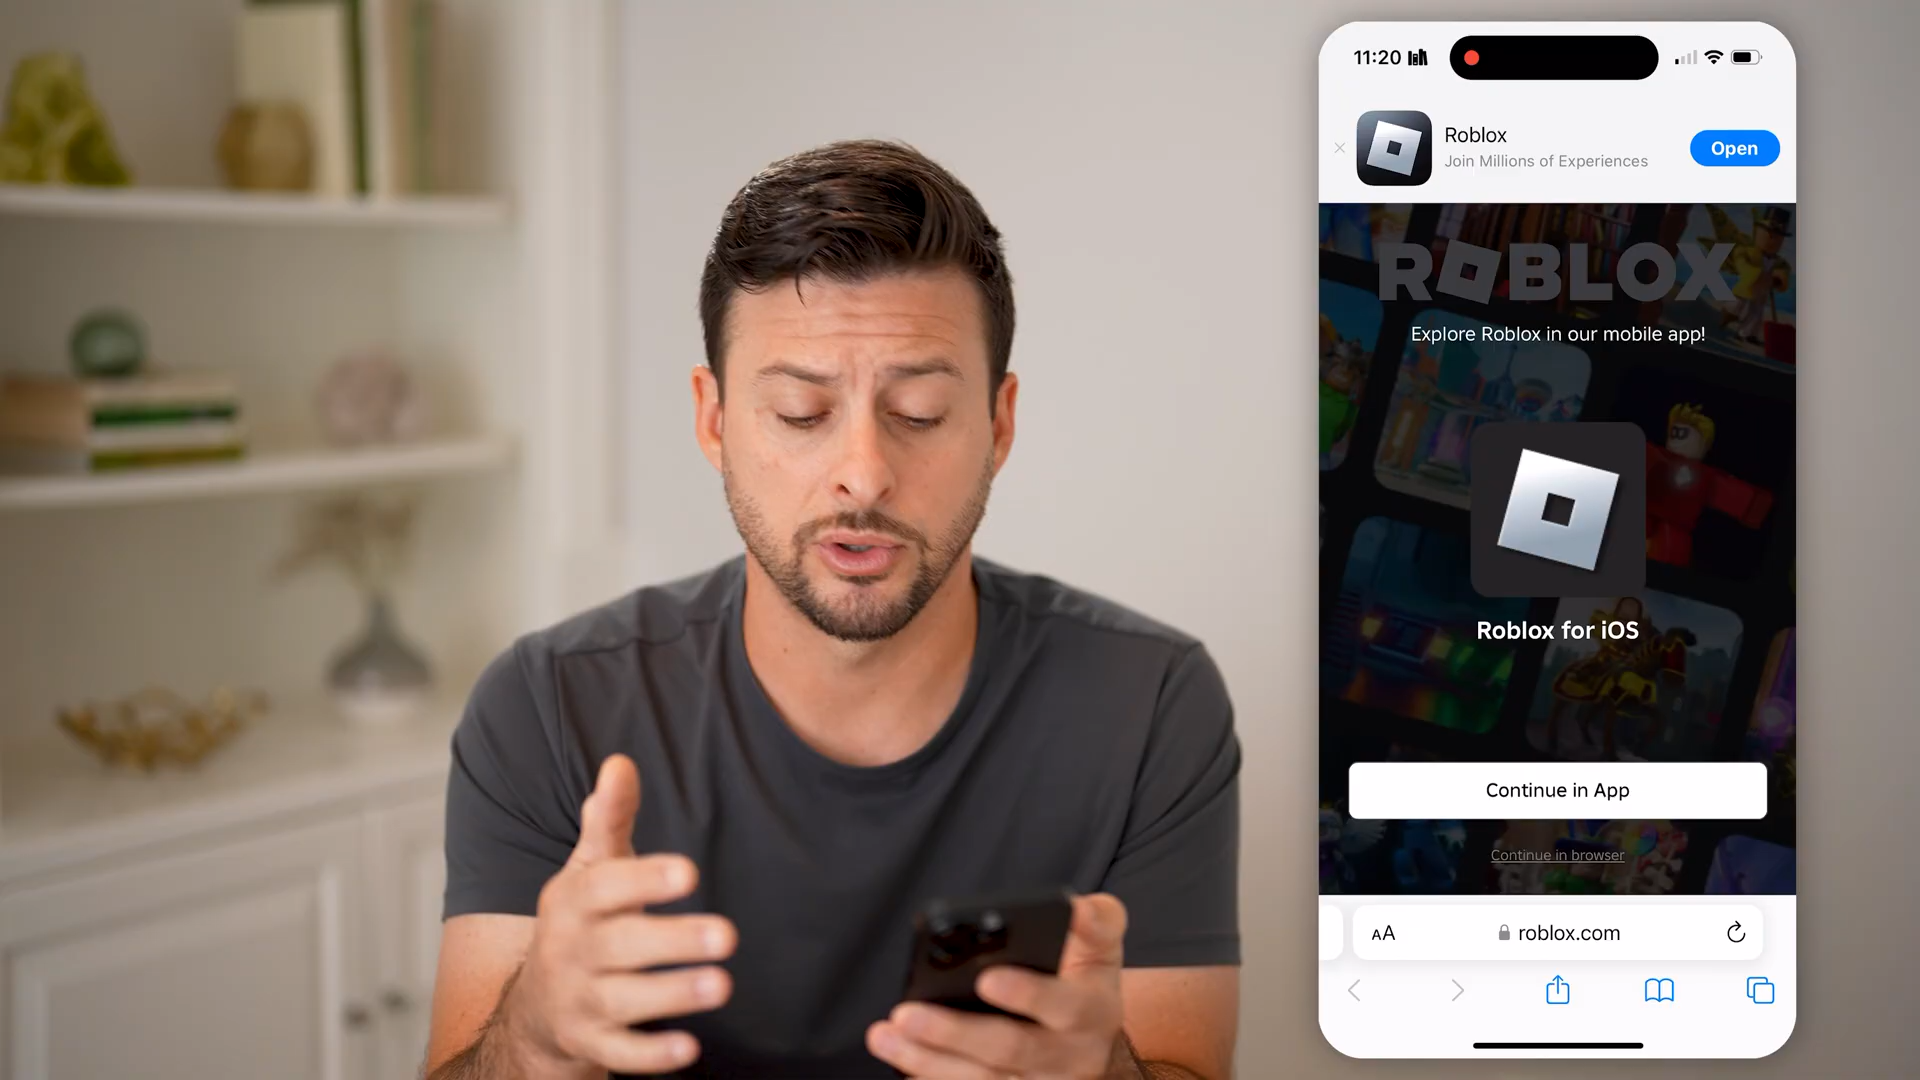 11:20
Roblox
Join Millions of Experiences
Open
ROBLOX
Explore Roblox in our mobile app!
Roblox for iOS
Continue in App
Continue in browser
AA
roblox.com